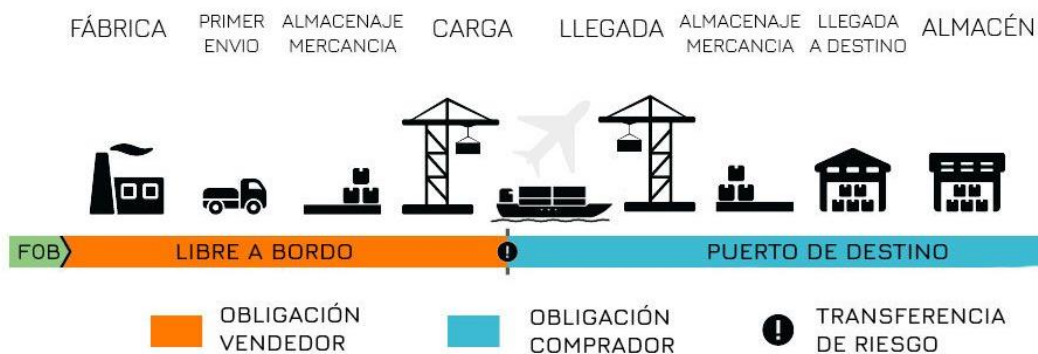 FÁBRICA
PRIMER
ENVIO
ALMACENAJE
MERCANCIA
CARGA
LLEGADA
ALMACENAJE
MERCANCIA
LLEGADA
A DESTINO
ALMACÉN
FOB
LIBRE A BORDO
!
PUERTO DE DESTINO
OBLIGACIÓN
VENDEDOR
OBLIGACIÓN
COMPRADOR
!
TRANSFERENCIA
DE RIESGO